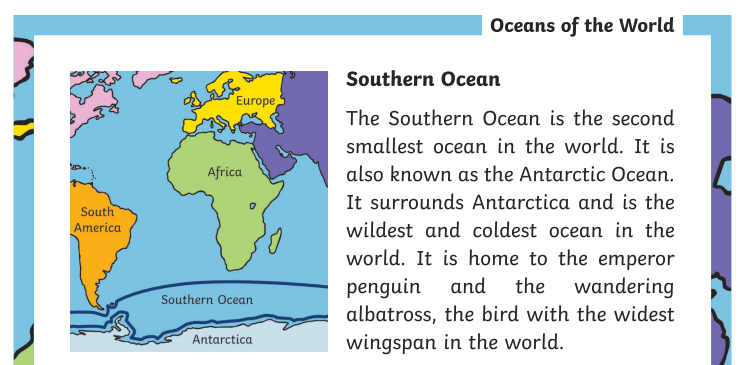 Oceans of the World
Southern Ocean
The Southern Ocean is the second
smallest ocean in the world. It is
also known as the Antarctic Ocean.
It surrounds Antarctica and is the
wildest and coldest ocean in the
world. It is home to the emperor
penguin and the wandering
albatross, the bird with the widest
wingspan in the world.
Europe
Africa
South
America
Southern Ocean
Antarctica